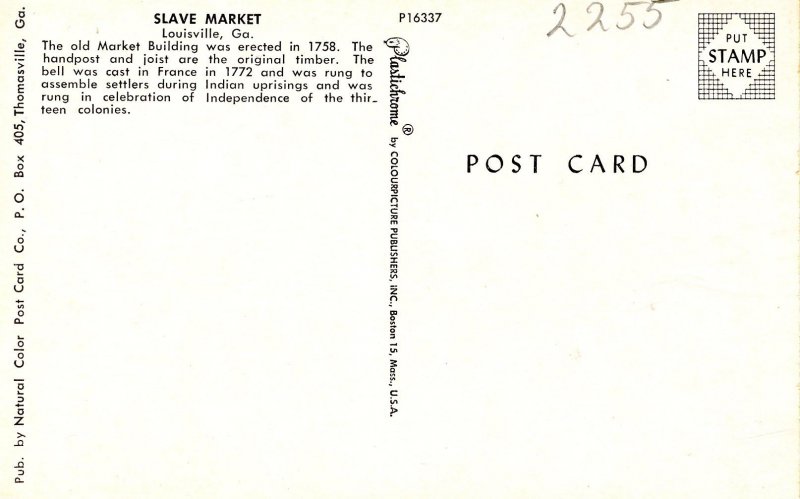 SLAVE MARKET
Louisville, Ga.
The old Market Building was erected in 1758. The
handpost and joist are the original timber. The
bell was cast in France in 1772 and was rung to
assemble settlers during Indian uprisings and was
rung in celebration of Independence of the thir-
teen colonies.
Pub. by Natural Color Post Card Co., P. O. Box 405, Thomasville, Ga.
P16337
Plastichrome ® by COLOURPICTURE PUBLISHERS, INC., Boston 15, Mass., U.S.A.
2255
PUT
STAMP
HERE
POST CARD